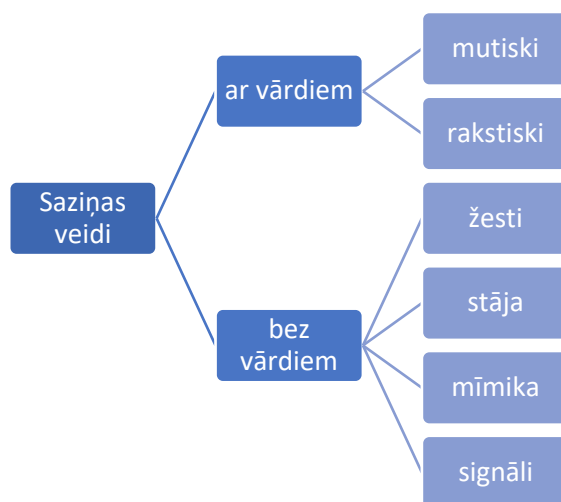 Saziņas
veidi
ar vārdiem
mutiski
rakstiski
bez
vārdiem
žesti
stāja
mīmika
signāli